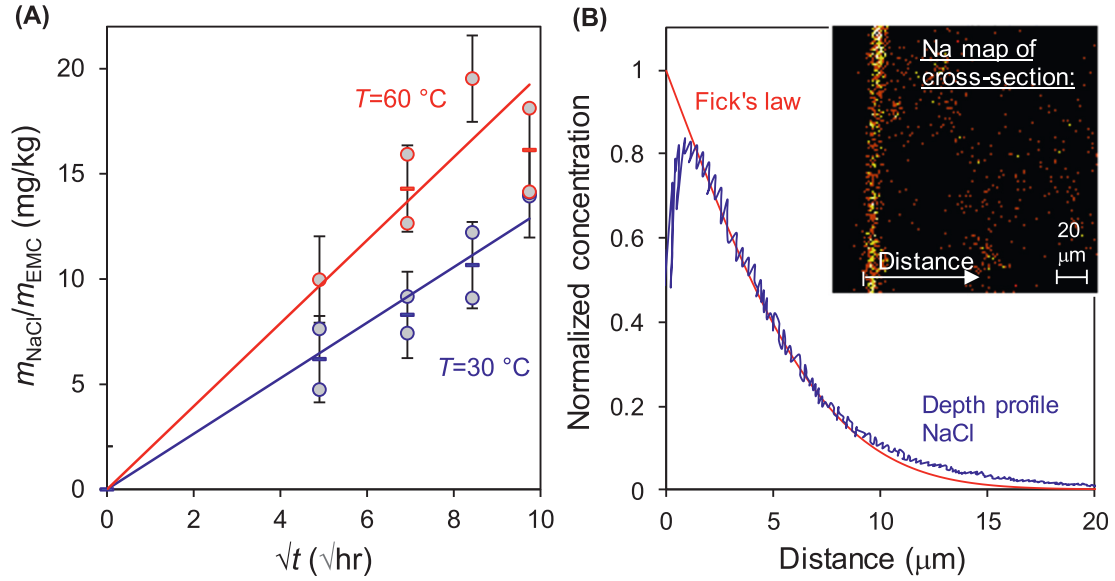 (A)
20
15
10
5
0
m_NaCl/m_EMC (mg/kg)
T=60 °C
T=30 °C
0 2 4 6 8 10
√t (√hr)
(B)
1
0.8
0.6
0.4
0.2
0
Normalized concentration
Fick's law
Na map of
cross-section:
20
μm
Distance
Depth profile
NaCl
0 5 10 15 20
Distance (μm)